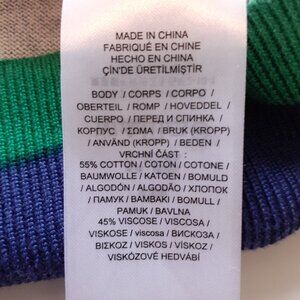 MADE IN CHINA
FABRIQUÉ EN CHINE
HECHO EN CHINA
ÇİN'DE ÜRETİLMİŞTİR
BODY / CORPS / CORPO /
OBERTEIL / ROMP / HOVEDDEL /
CUERPO / ПЕРЕД И СПИНКА /
КОРПУС / ΣΩΜΑ / BRUK (KROPP)
/ ANVÄND (KROPP) / BEDEN /
VRCHNÍ ČÁST :
55% COTTON / COTON / COTONE /
BAUMWOLLE / KATOEN / BOMULD
/ ALGODÓN / ALGODÃO / ХЛОПОК
/ ΠΑΜΥΚ / BAMBAKI / BOMULL /
PAMUK / BAVLNA
45% VISCOSE / VISCOSA /
VISKOSE / viscosa / ВИСКОЗА /
ΒΙΣΚΟΖ / VISKOS / VİSKOZ /
VISKÓZOVÉ HEDVÁBÍ